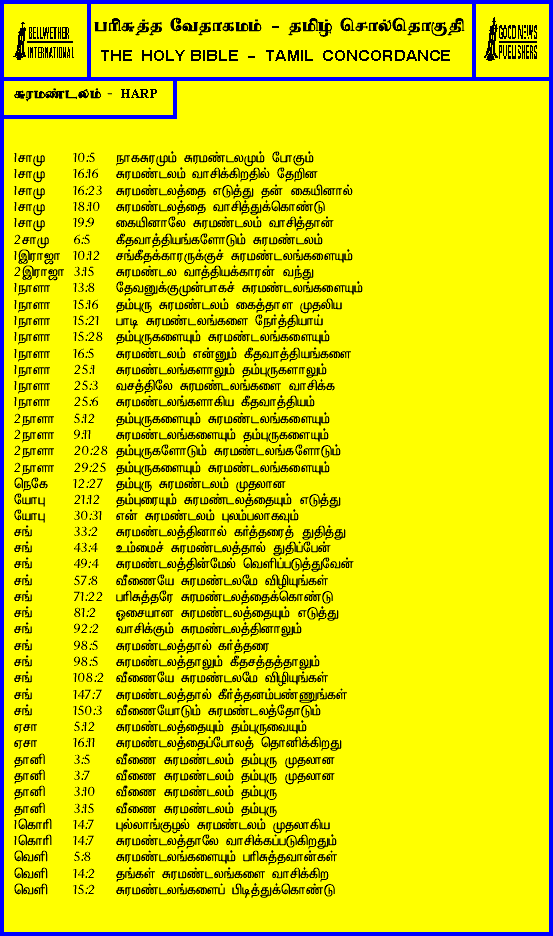 BELLWETHER INTERNATIONAL
பரிசுத்த வேதாகமம் - தமிழ் சொல்தொகுதி
THE HOLY BIBLE - TAMIL CONCORDANCE
GOOD NEWS PUBLISHERS
சுரமண்டலம் - HARP
1சாமு 10:5 நாகசுரமும் சுரமண்டலமும் போகும்
1சாமு 16:16 சுரமண்டலம் வாசிக்கிறதில் தேறின
1சாமு 16:23 சுரமண்டலத்தை எடுத்து தன் கையினால்
1சாமு 18:10 சுரமண்டலத்தை வாசித்துக்கொண்டு
1சாமு 19:9 கையினாலே சுரமண்டலம் வாசித்தான்
2சாமு 6:5 கீதவாத்தியங்களோடும் சுரமண்டலம்
1இராஜா 10:12 சங்கீதக்காரருக்குச் சுரமண்டலங்களையும்
2இராஜா 3:15 சுரமண்டல வாத்தியக்காரன் வந்து
1நாளா 13:8 தேவனுக்குமுன்பாகச் சுரமண்டலங்களையும்
1நாளா 15:16 தம்புரு சுரமண்டலம் கைத்தாள முதலிய
1நாளா 15:21 பாடி சுரமண்டலங்களை நேர்த்தியாய்
1நாளா 15:28 தம்புருகளையும் சுரமண்டலங்களையும்
1நாளா 16:5 சுரமண்டலம் என்னும் கீதவாத்தியங்களை
1நாளா 25:1 சுரமண்டலங்களாலும் தம்புருகளாலும்
1நாளா 25:3 வசத்திலே சுரமண்டலங்களை வாசிக்க
1நாளா 25:6 சுரமண்டலங்களாகிய கீதவாத்தியம்
2நாளா 5:12 தம்புருகளையும் சுரமண்டலங்களையும்
2நாளா 9:11 சுரமண்டலங்களையும் தம்புருகளையும்
2நாளா 20:28 தம்புருகளோடும் சுரமண்டலங்களோடும்
2நாளா 29:25 தம்புருகளையும் சுரமண்டலங்களையும்
நெகே 12:27 தம்புரு சுரமண்டலம் முதலான
யோபு 21:12 தம்புரையும் சுரமண்டலத்தையும் எடுத்து
யோபு 30:31 என் சுரமண்டலம் புலம்பலாகவும்
சங் 33:2 சுரமண்டலத்தினால் கர்த்தரைத் துதித்து
சங் 43:4 உம்மைச் சுரமண்டலத்தால் துதிப்பேன்
சங் 49:4 சுரமண்டலத்தின்மேல் வெளிப்படுத்துவேன்
சங் 57:8 வீணையே சுரமண்டலமே விழியுங்கள்
சங் 71:22 பரிசுத்தரே சுரமண்டலத்தைக்கொண்டு
சங் 81:2 ஓசையான சுரமண்டலத்தையும் எடுத்து
சங் 92:2 வாசிக்கும் சுரமண்டலத்தினாலும்
சங் 98:5 சுரமண்டலத்தால் கர்த்தரை
சங் 98:5 சுரமண்டலத்தாலும் கீதசத்தத்தாலும்
சங் 108:2 வீணையே சுரமண்டலமே விழியுங்கள்
சங் 147:7 சுரமண்டலத்தால் கீர்த்தனம்பண்ணுங்கள்
சங் 150:3 வீணையோடும் சுரமண்டலத்தோடும்
ஏசா 5:12 சுரமண்டலத்தையும் தம்புருவையும்
ஏசா 16:11 சுரமண்டலத்தைப்போலத் தொனிக்கிறது
தானி 3:5 வீணை சுரமண்டலம் தம்புரு முதலான
தானி 3:7 வீணை சுரமண்டலம் தம்புரு முதலான
தானி 3:10 வீணை சுரமண்டலம் தம்புரு
தானி 3:15 வீணை சுரமண்டலம் தம்புரு
1கொரி 14:7 புல்லாங்குழல் சுரமண்டலம் முதலாகிய
1கொரி 14:7 சுரமண்டலத்தாலே வாசிக்கப்படுகிறதும்
வெளி 5:8 சுரமண்டலங்களையும் பரிசுத்தவான்கள்
வெளி 14:2 தங்கள் சுரமண்டலங்களை வாசிக்கிற
வெளி 15:2 சுரமண்டலங்களைப் பிடித்துக்கொண்டு